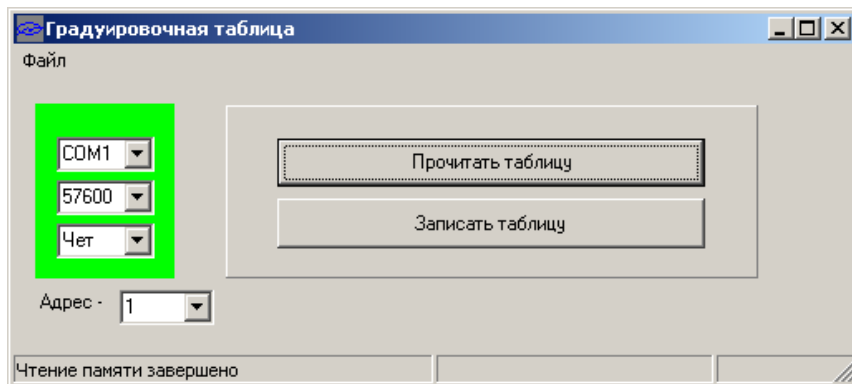 Градуировочная таблица
Файл
COM1
57600
Чет
Прочитать таблицу
Записать таблицу
Адрес - 1
Чтение памяти завершено